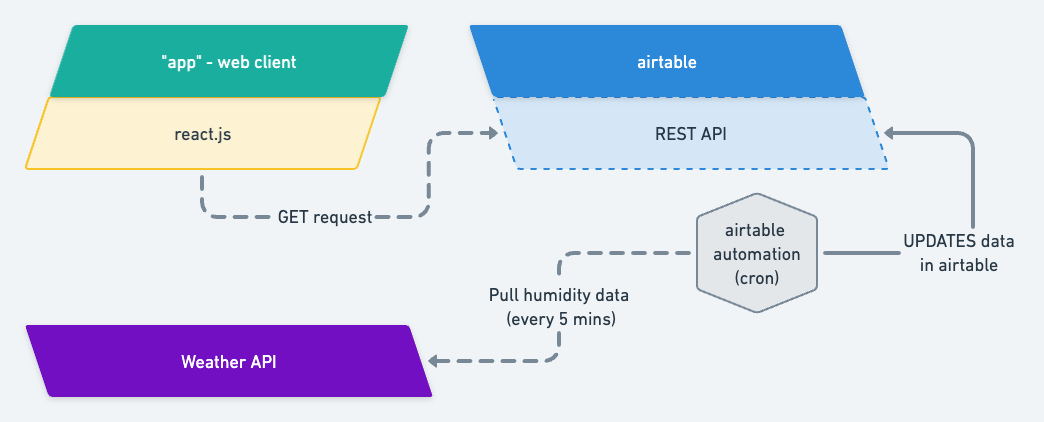 "app" - web client
react.js
airtable
REST API
GET request
airtable
automation
(cron)
UPDATES data
in airtable
Pull humidity data
(every 5 mins)
Weather API